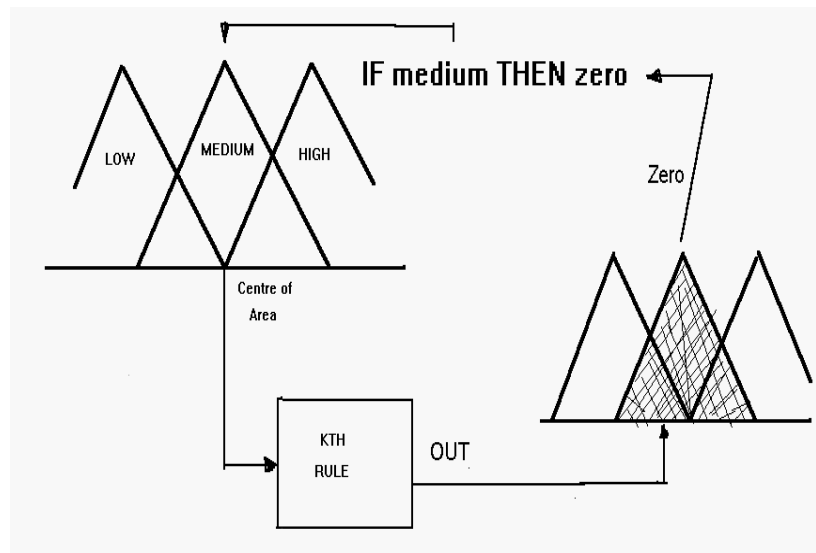 IF medium THEN zero
LOW
MEDIUM
HIGH
Zero
Centre of
Area
KTH
RULE
OUT